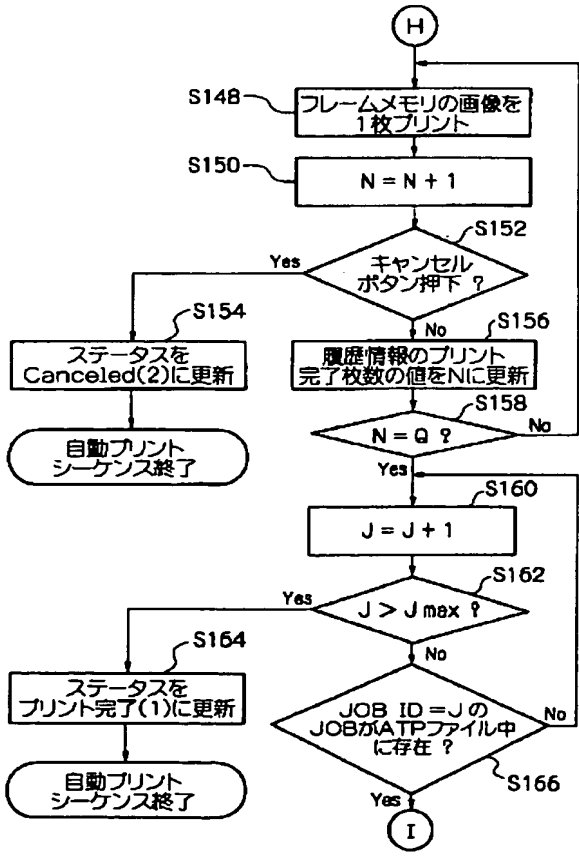 H
S148
フレームメモリの画像を
1枚プリント
S150
N = N + 1
S152
キャンセル
ボタン押下 ?
Yes
No
S154
ステータスを
Canceled(2)に更新
自動プリント
シーケンス終了
S156
履歴情報のプリント
完了枚数の値をNに更新
S158
N = Q ?
No
Yes
S160
J = J + 1
S162
J > J max ?
Yes
No
S164
ステータスを
プリント完了(1)に更新
自動プリント
シーケンス終了
JOB ID = J の
JOBがATPファイル中
に存在 ?
No
S166
Yes
I